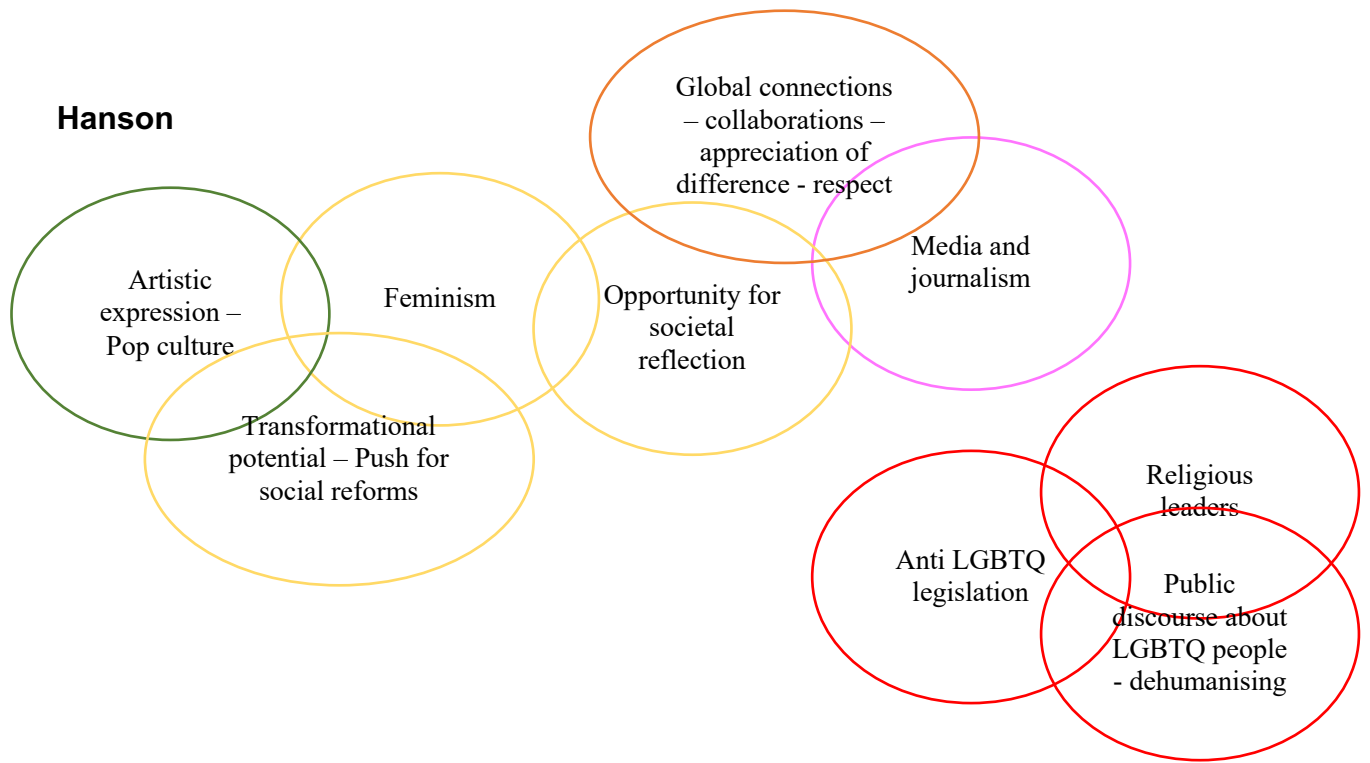 Hanson
Global connections
– collaborations –
appreciation of
difference - respect
Artistic
expression –
Pop culture
Feminism
Opportunity for
societal
reflection
Media and
journalism
Transformational
potential – Push for
social reforms
Religious
leaders
Anti LGBTQ
legislation
Public
discourse about
LGBTQ people
- dehumanising